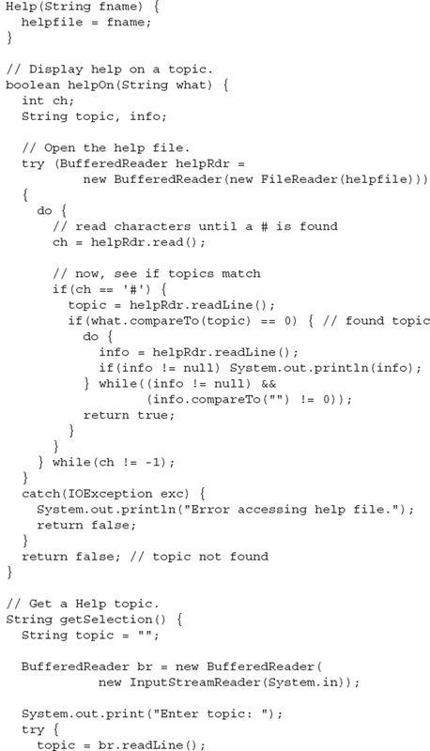 Help(String fname) {
  helpfile = fname;
}

// Display help on a topic.
boolean helpOn(String what) {
  int ch;
  String topic, info;

  // Open the help file.
  try (BufferedReader helpRdr =
          new BufferedReader(new FileReader(helpfile)))
  {
    do {
      // read characters until a # is found
      ch = helpRdr.read();

      // now, see if topics match
      if(ch == '#') {
        topic = helpRdr.readLine();
        if(what.compareTo(topic) == 0) { // found topic
          do {
            info = helpRdr.readLine();
            if(info != null) System.out.println(info);
          } while((info != null) &&
                  (info.compareTo("") != 0));
          return true;
        }
      }
    } while(ch != -1);
  }
  catch(IOException exc) {
    System.out.println("Error accessing help file.");
    return false;
  }
  return false; // topic not found
}

// Get a Help topic.
String getSelection() {
  String topic = "";

  BufferedReader br = new BufferedReader(
            new InputStreamReader(System.in));

  System.out.print("Enter topic: ");
  try {
    topic = br.readLine();